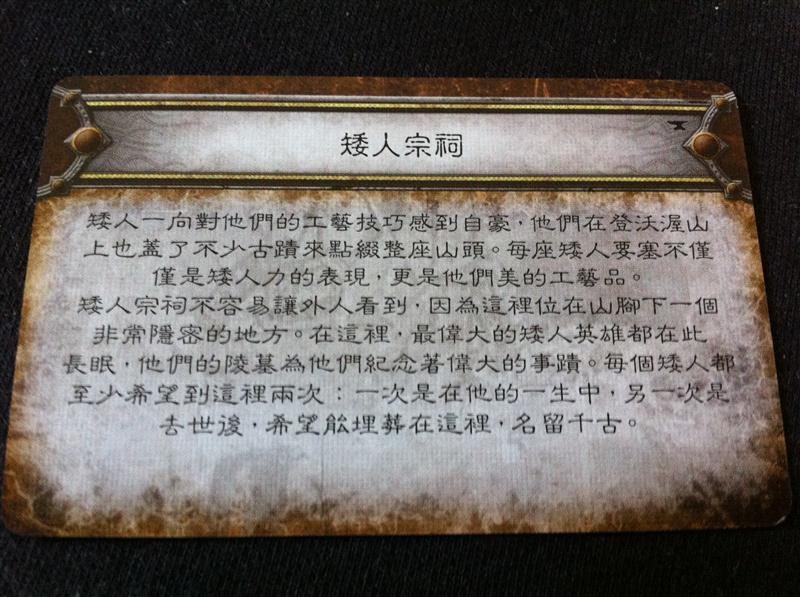 矮人宗祠
矮人一向對他們的工藝技巧感到自豪，他們在登沃渥山
上也蓋了不少古蹟來點綴整座山頭。每座矮人要塞不僅
僅是矮人力的表現，更是他們美的工藝品。
矮人宗祠不容易讓外人看到，因為這裡位在山腳下一個
非常隱密的地方。在這裡，最偉大的矮人英雄都在此
長眠，他們的陵墓為他們紀念著偉大的事蹟。每個矮人都
至少希望到這裡兩次：一次是在他的一生中，另一次是
去世後，希望能埋葬在這裡，名留千古。